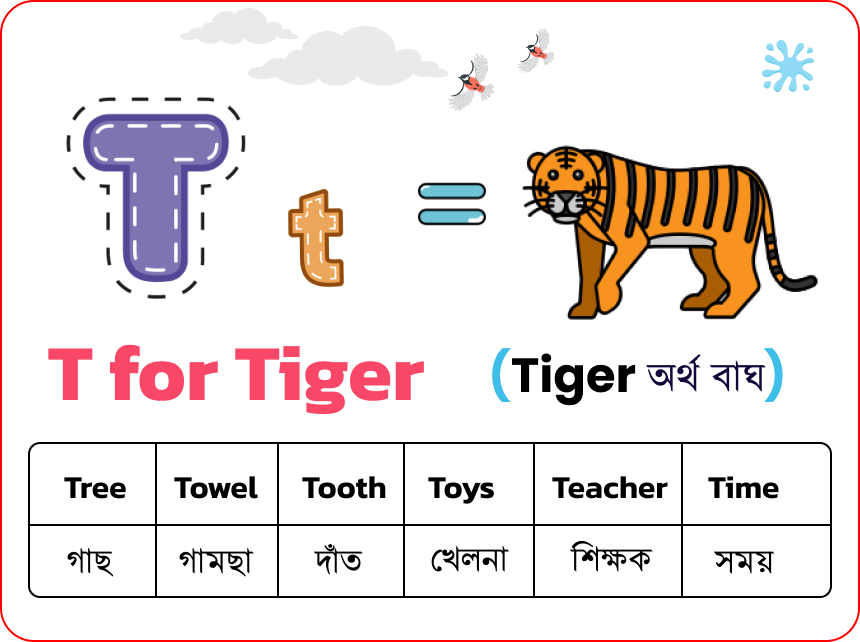 T t =
T for Tiger (Tiger অর্থ বাঘ)
Tree Towel Tooth Toys Teacher Time
গাছ গামছা দাঁত খেলনা শিক্ষক সময়